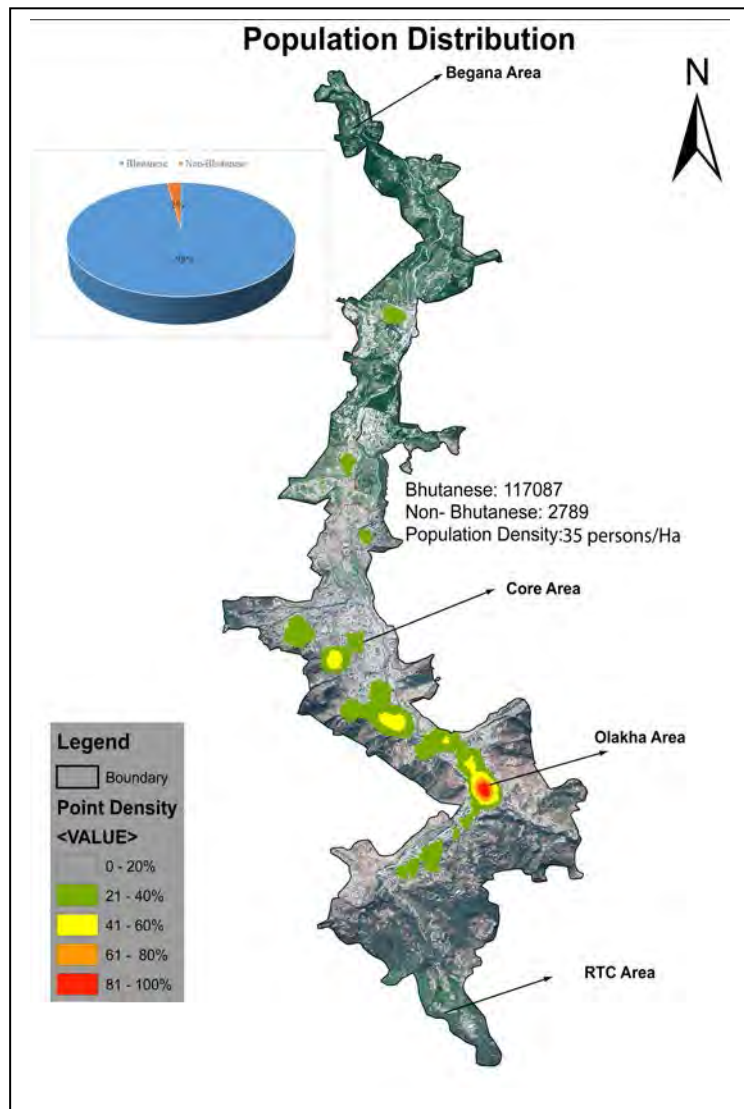 Population Distribution
Begana Area
N
Bhutanese Non-Bhutanese
Bhutanese: 117087
Non- Bhutanese: 2789
Population Density:35 persons/Ha
Core Area
Olakha Area
RTC Area
Legend
Boundary
Point Density
<VALUE>
0 - 20%
21 - 40%
41 - 60%
61 - 80%
81 - 100%